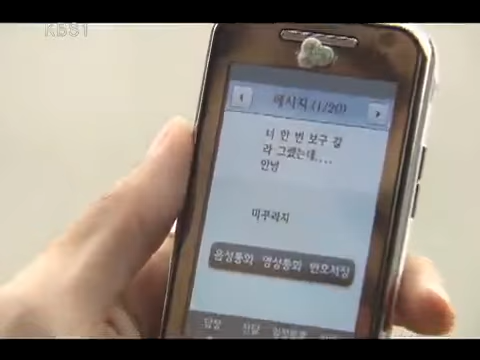 KBS1
메시지(1/20)
너 한 번 보구 갈
라 그랬는데....
안녕
미꾸라지
음성통화 영상통화 번호저장
답장 전달